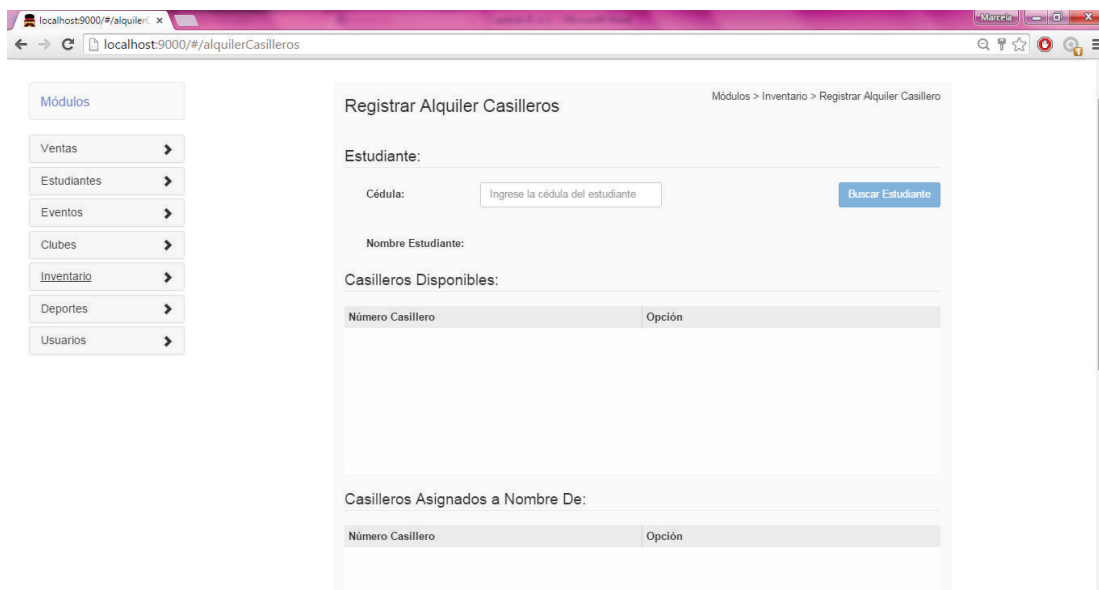 localhost:9000/#/alquilerC
Marcela
localhost:9000/#/alquilerCasilleros
Módulos
Ventas
Estudiantes
Eventos
Clubes
Inventario
Deportes
Usuarios
Registrar Alquiler Casilleros
Módulos > Inventario > Registrar Alquiler Casillero
Estudiante:
Cédula:
Ingrese la cédula del estudiante
Buscar Estudiante
Nombre Estudiante:
Casilleros Disponibles:
Número Casillero Opción
Casilleros Asignados a Nombre De:
Número Casillero Opción